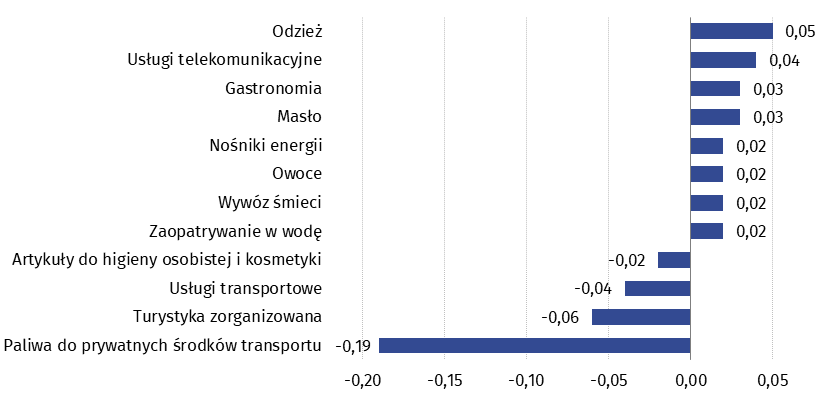 Odzież 0,05
Usługi telekomunikacyjne 0,04
Gastronomia 0,03
Masło 0,03
Nośniki energii 0,02
Owoce 0,02
Wywóz śmieci 0,02
Zaopatrywanie w wodę 0,02
Artykuły do higieny osobistej i kosmetyki -0,02
Usługi transportowe -0,04
Turystyka zorganizowana -0,06
Paliwa do prywatnych środków transportu -0,19
-0,20 -0,15 -0,10 -0,05 0,00 0,05